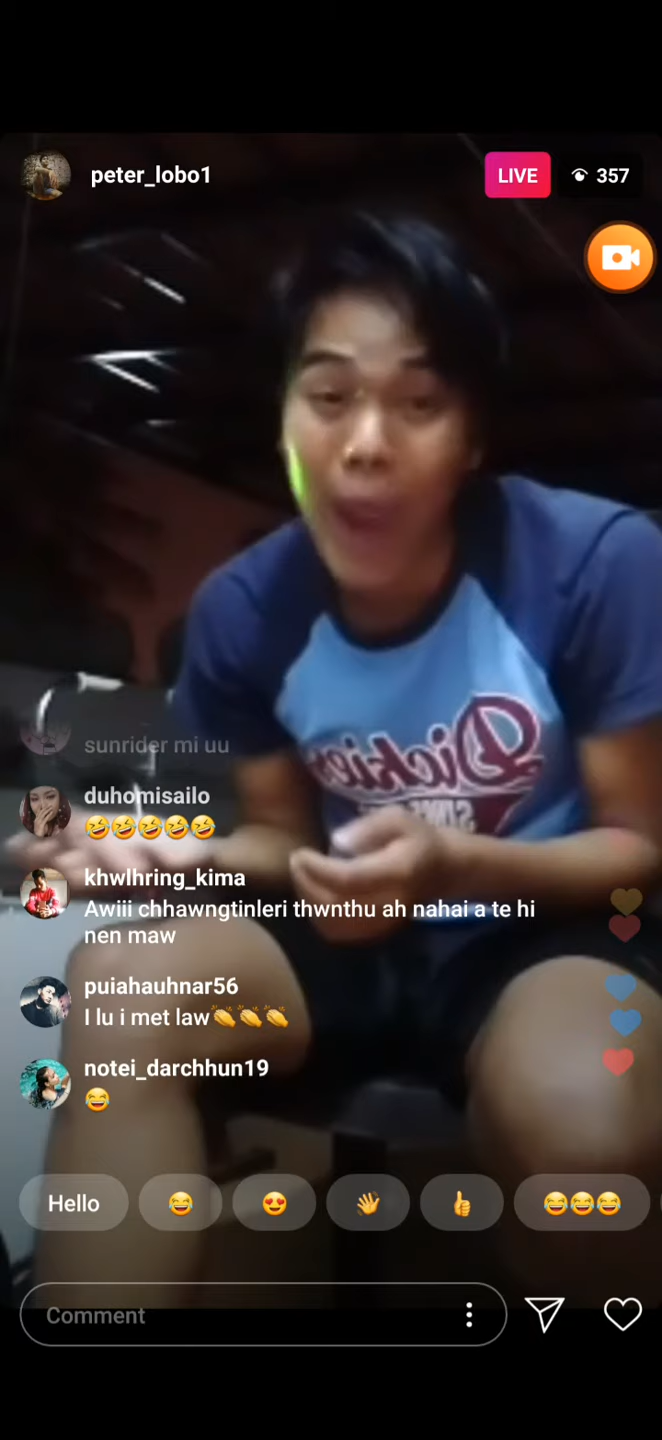 peter_lobo1
LIVE 357
Dickies
sunrider mi uu
duhomisailo
🤣🤣🤣🤣🤣
khwlhring_kima
Awiii chhawngtinleri thwnthu ah nahai a te hi
nen maw
puiahauhnar56
I lu i met law👏👏👏
notei_darchhun19
😂
Hello 😂 😍 👋 👍 😂😂😂
Comment